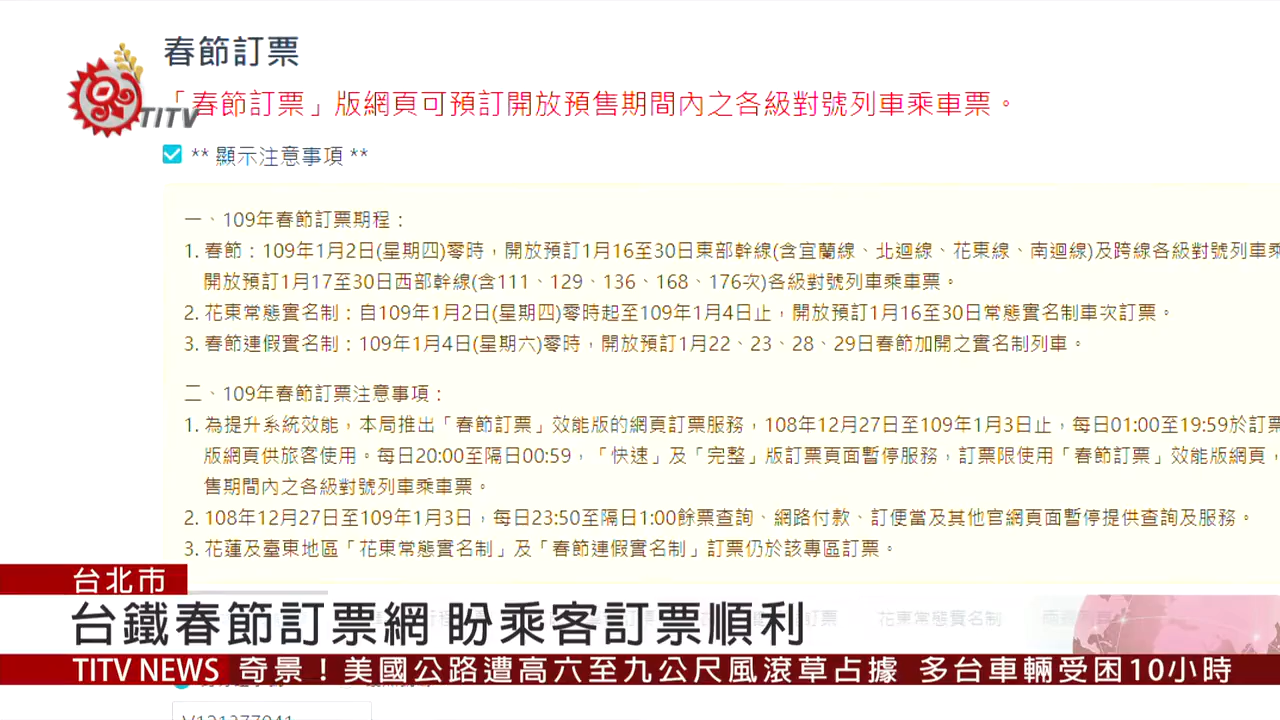 春節訂票
TITV
「春節訂票」版網頁可預訂開放預售期間內之各級對號列車乘車票。
** 顯示注意事項 **
一、109年春節訂票期程：
1. 春節：109年1月2日(星期四)零時，開放預訂1月16至30日東部幹線(含宜蘭線、北迴線、花東線、南迴線)及跨線各級對號列車乘
開放預訂1月17至30日西部幹線(含111、129、136、168、176次)各級對號列車乘車票。
2. 花東常態實名制：自109年1月2日(星期四)零時起至109年1月4日止，開放預訂1月16至30日常態實名制車次訂票。
3. 春節連假實名制：109年1月4日(星期六)零時，開放預訂1月22、23、28、29日春節加開之實名制列車。
二、109年春節訂票注意事項：
1. 為提升系統效能，本局推出「春節訂票」效能版的網頁訂票服務，108年12月27日至109年1月3日止，每日01:00至19:59於訂票
版網頁供旅客使用。每日20:00至隔日00:59，「快速」及「完整」版訂票頁面暫停服務，訂票限使用「春節訂票」效能版網頁，
售期間內之各級對號列車乘車票。
2. 108年12月27日至109年1月3日，每日23:50至隔日1:00餘票查詢、網路付款、訂便當及其他官網頁面暫停提供查詢及服務。
3. 花蓮及臺東地區「花東常態實名制」及「春節連假實名制」訂票仍於該專區訂票。
台北市
台鐵春節訂票網 盼乘客訂票順利
花東常態實名制
TITV NEWS 奇景！美國公路遭高六至九公尺風滾草占據 多台車輛受困10小時